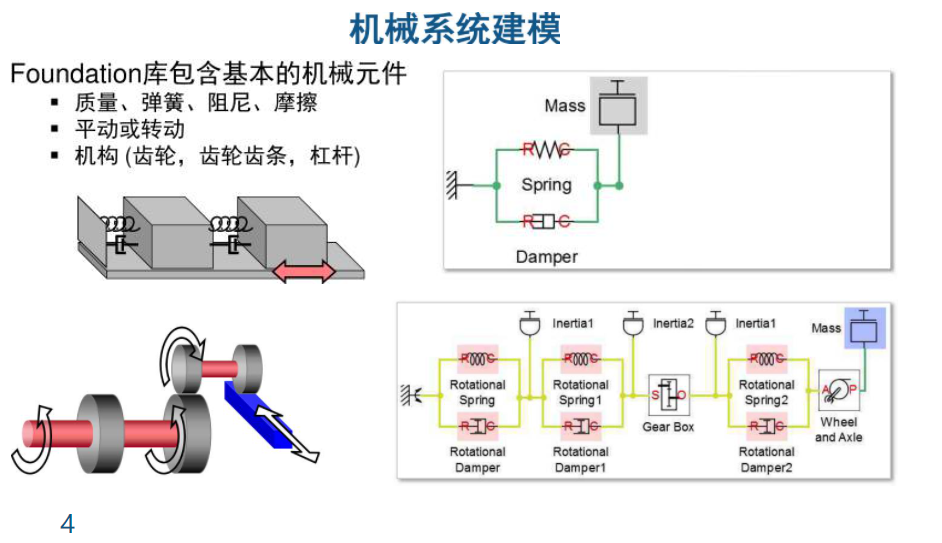 机械系统建模
Foundation库包含基本的机械元件
▪ 质量、弹簧、阻尼、摩擦
▪ 平动或转动
▪ 机构 (齿轮，齿轮齿条，杠杆)
Mass
R C
Spring
R C
Damper
Inertia1
Inertia2
Inertia1
Mass
R C
R C
R C
Rotational
Spring
Rotational
Spring1
S O
Gear Box
Rotational
Spring2
A P
Wheel
and Axle
R C
R C
R C
Rotational
Damper
Rotational
Damper1
Rotational
Damper2
4